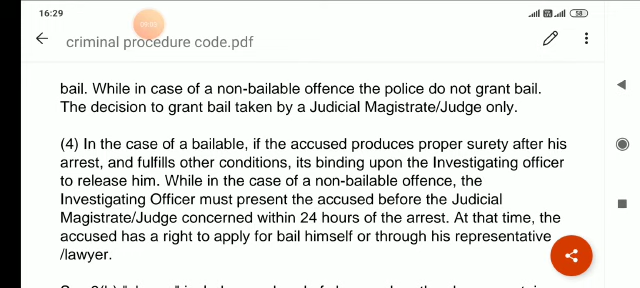 16:29
58
criminal procedure code.pdf
bail. While in case of a non-bailable offence the police do not grant bail.
The decision to grant bail taken by a Judicial Magistrate/Judge only.
(4) In the case of a bailable, if the accused produces proper surety after his
arrest, and fulfills other conditions, its binding upon the Investigating officer
to release him. While in the case of a non-bailable offence, the
Investigating Officer must present the accused before the Judicial
Magistrate/Judge concerned within 24 hours of the arrest. At that time, the
accused has a right to apply for bail himself or through his representative
/lawyer.